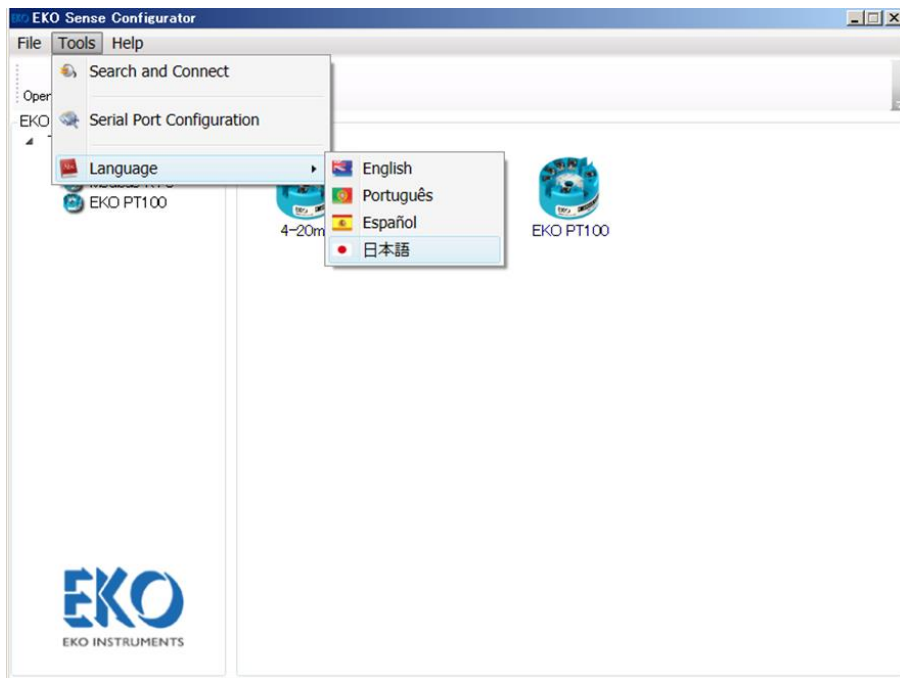 EKO Sense Configurator
File Tools Help
Search and Connect
Serial Port Configuration
Language
English
Português
Español
日本語
Oper
EKO
EKO PT100
4-20m
EKO PT100
EKO
EKO INSTRUMENTS